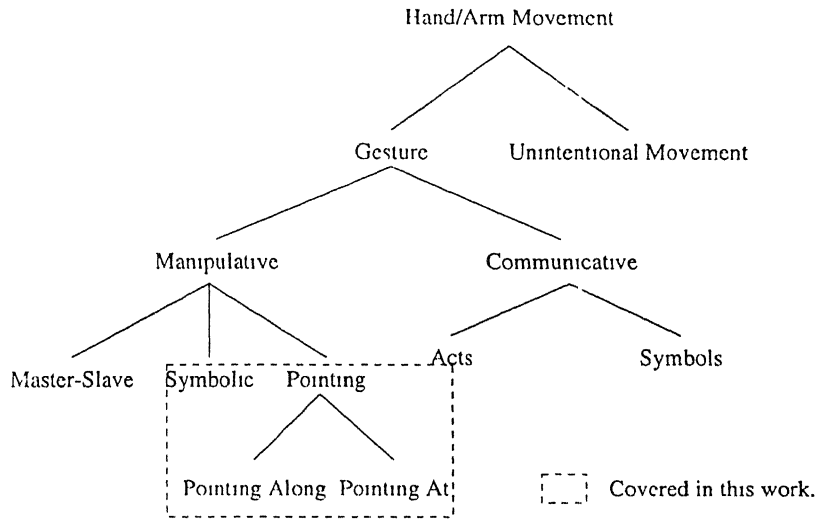 Hand/Arm Movement
Gesture
Unintentional Movement
Manipulative
Communicative
Acts
Symbols
Master-Slave
Symbolic
Pointing
Pointing Along
Pointing At
Covered in this work.